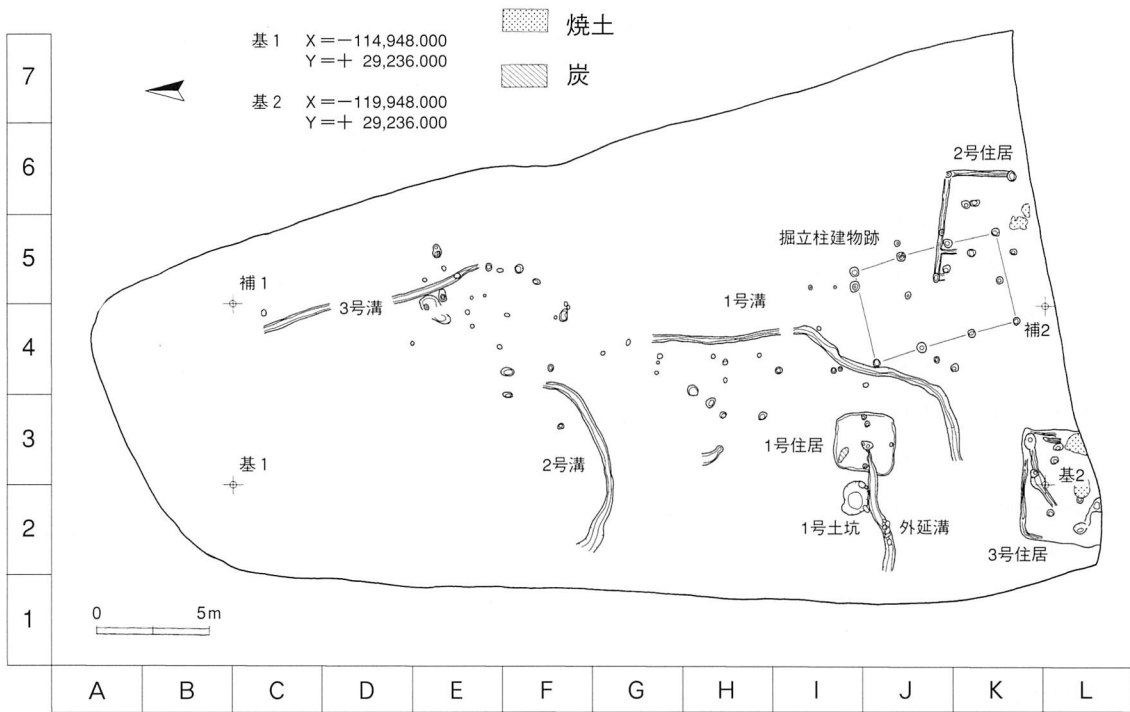 基1 X=-114,948.000
Y=+ 29,236.000
基2 X=-119,948.000
Y=+ 29,236.000
焼土
炭
7
6
5
4
3
2
1
2号住居
掘立柱建物跡
補1
3号溝
1号溝
補2
基1
2号溝
1号住居
基2
1号土坑
外延溝
3号住居
0 5m
A B C D E F G H I J K L